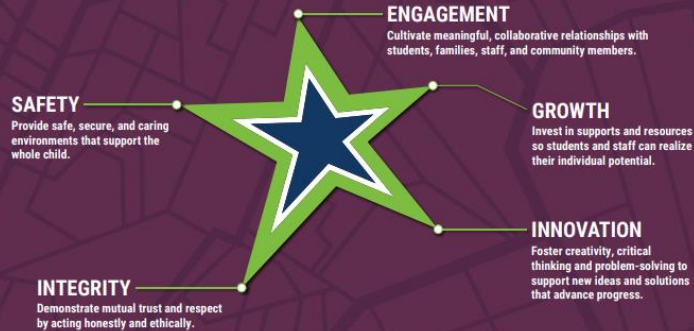 ENGAGEMENT
Cultivate meaningful, collaborative relationships with
students, families, staff, and community members.
SAFETY
Provide safe, secure, and caring
environments that support the
whole child.
GROWTH
Invest in supports and resources
so students and staff can realize
their individual potential.
INNOVATION
Foster creativity, critical
thinking and problem-solving to
support new ideas and solutions
that advance progress.
INTEGRITY
Demonstrate mutual trust and respect
by acting honestly and ethically.